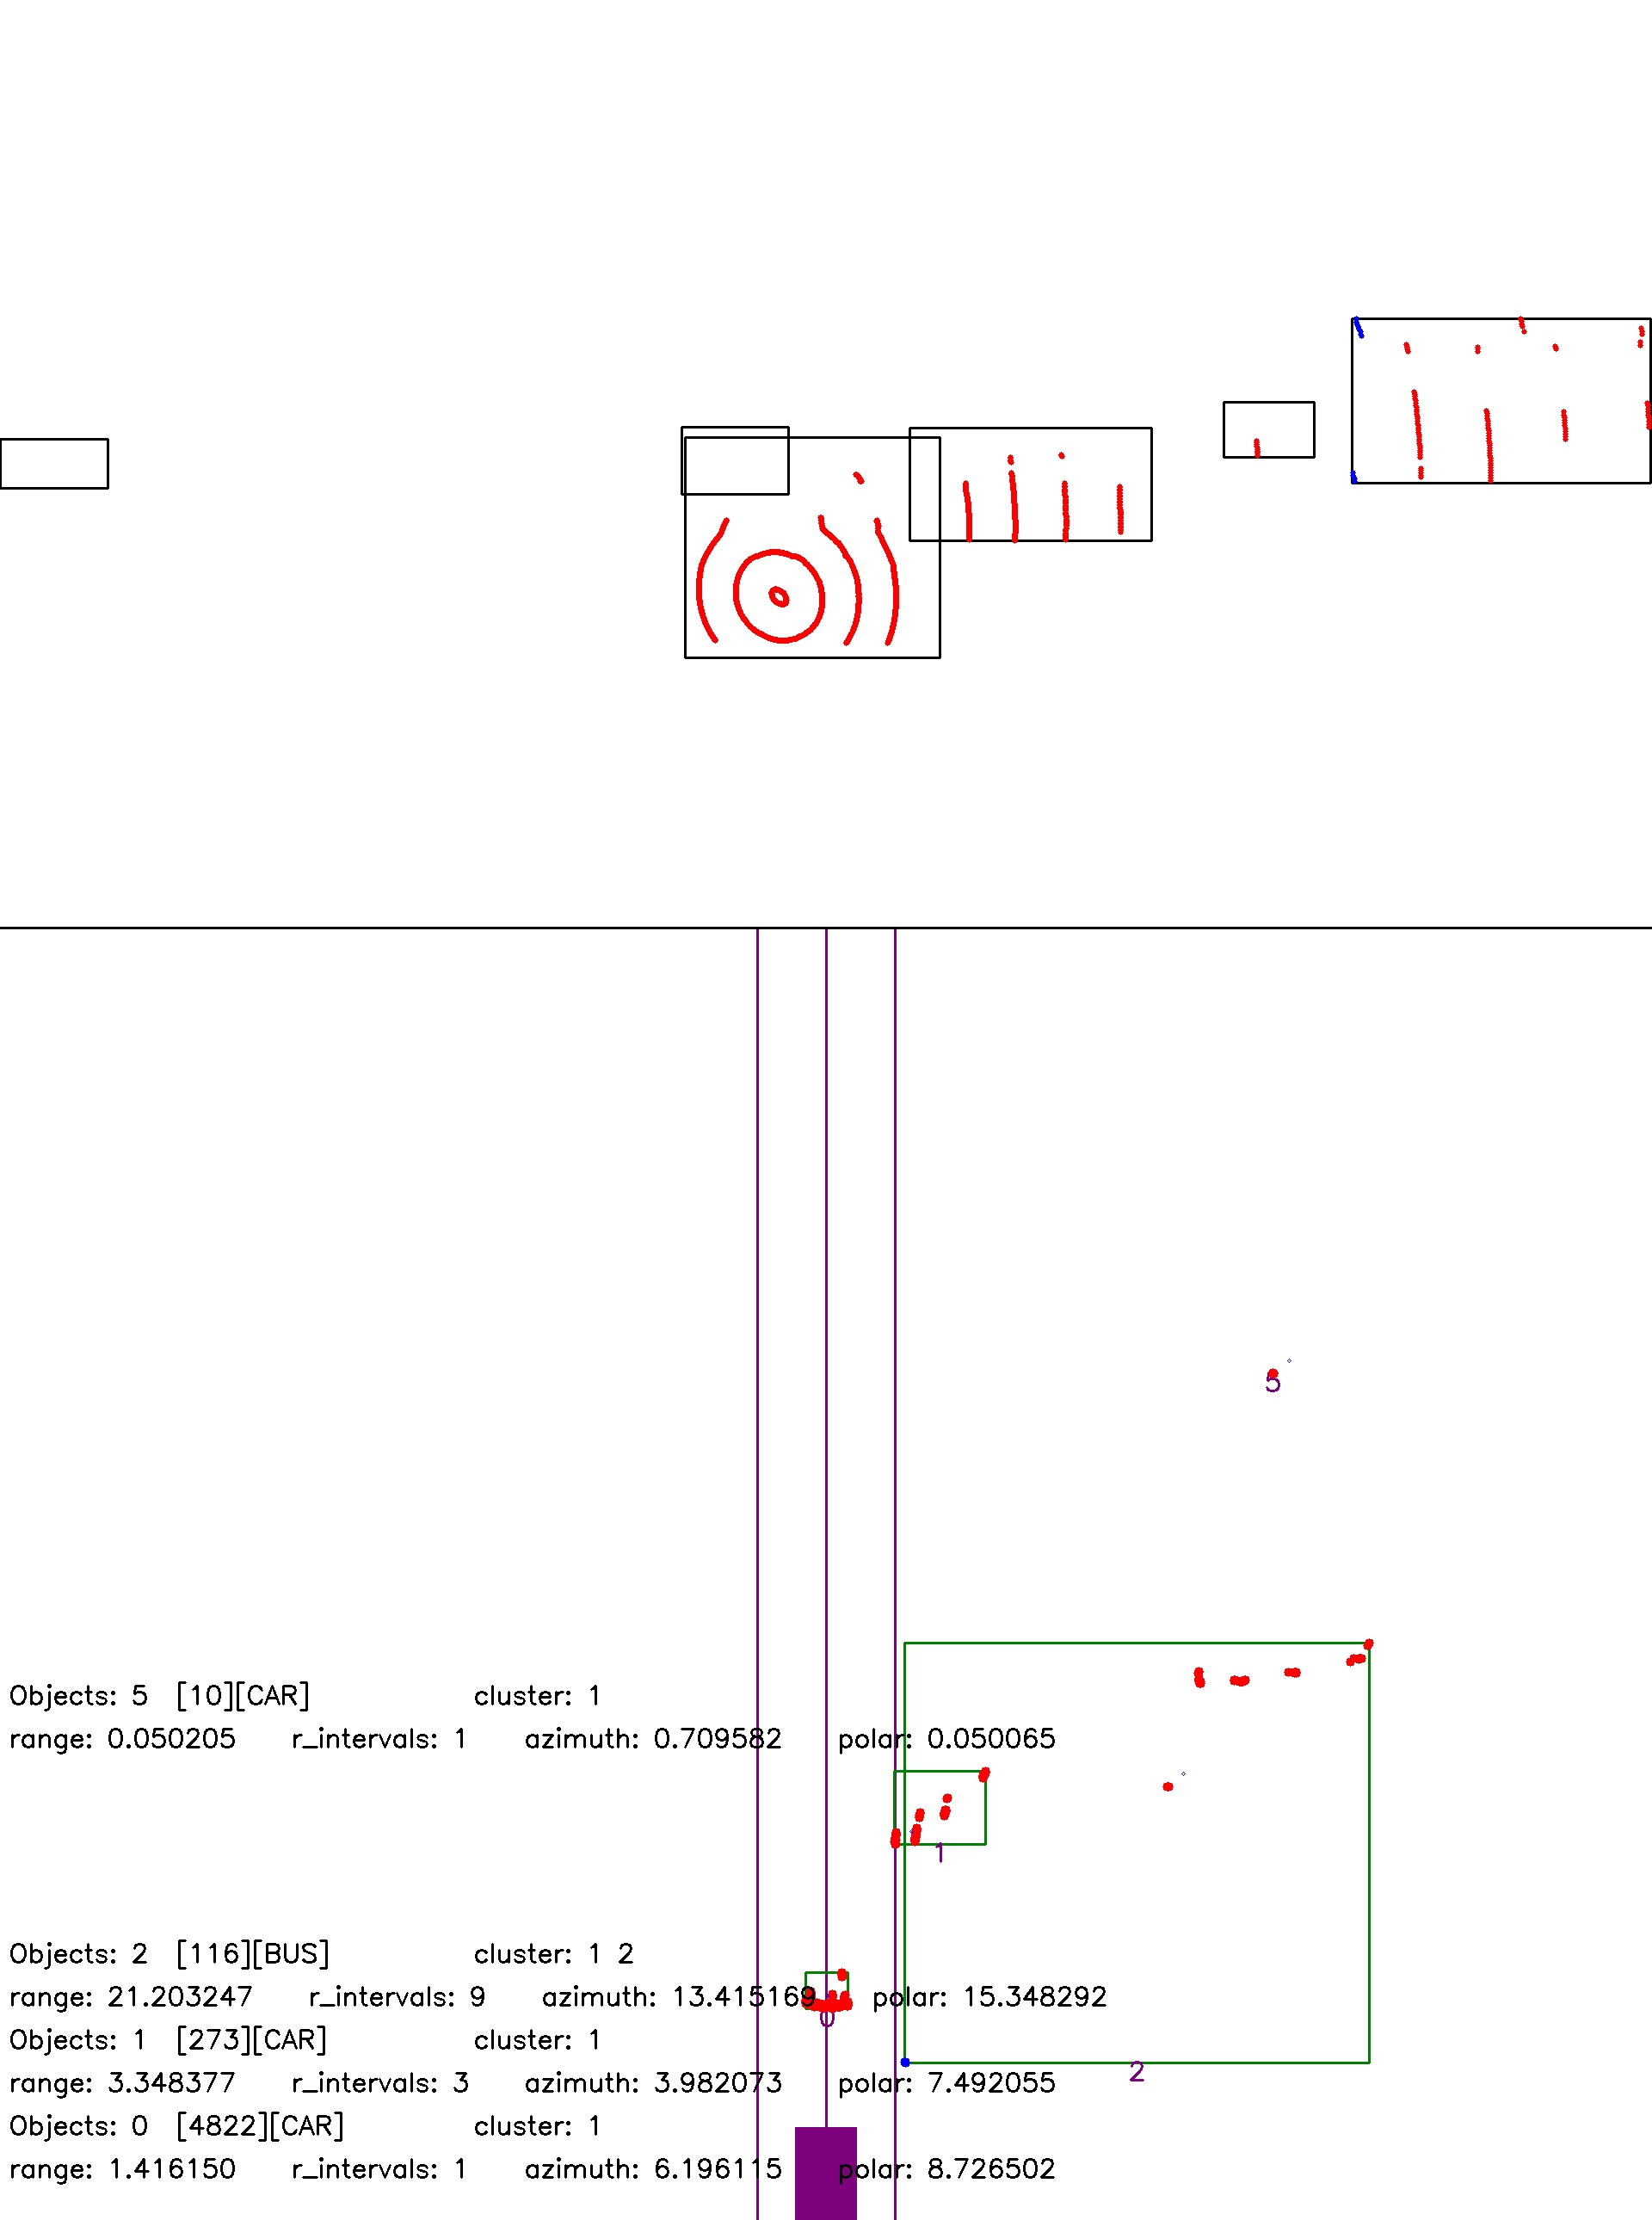 5
Objects: 5 [10][CAR] cluster: 1
range: 0.050205 r_intervals: 1 azimuth: 0.709582 polar: 0.050065
1
Objects: 2 [116][BUS] cluster: 1 2
range: 21.203247 r_intervals: 9 azimuth: 13.415169 polar: 15.348292
0
Objects: 1 [273][CAR] cluster: 1
2
range: 3.348377 r_intervals: 3 azimuth: 3.982073 polar: 7.492055
Objects: 0 [4822][CAR] cluster: 1
range: 1.416150 r_intervals: 1 azimuth: 6.196115 polar: 8.726502